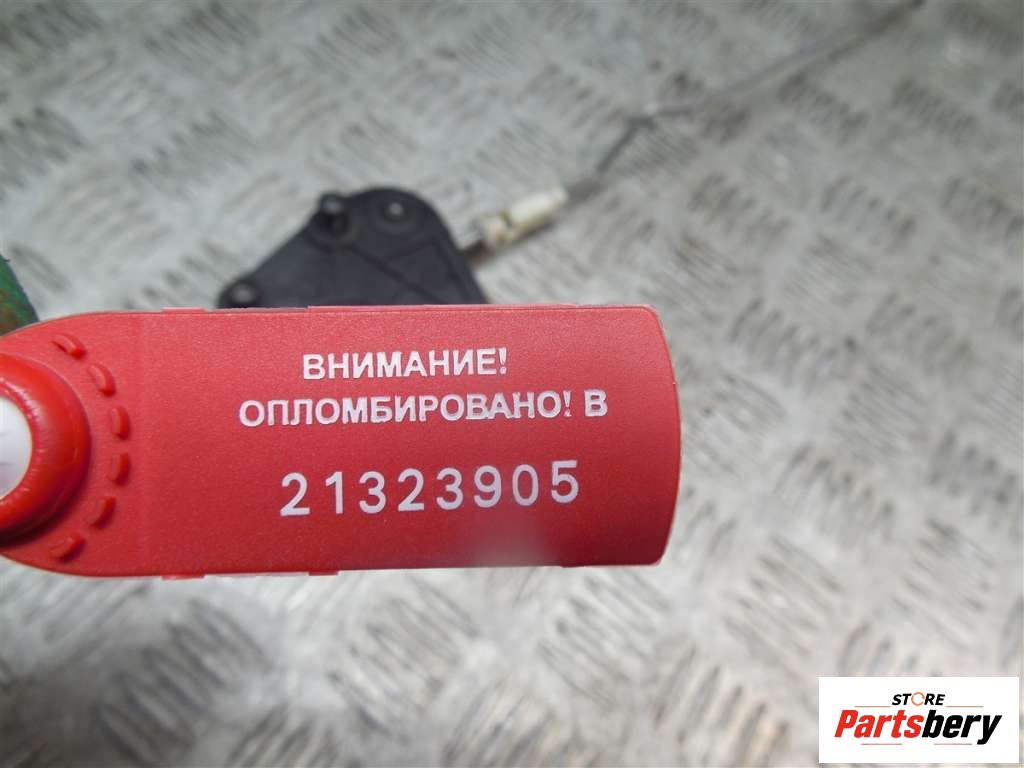 ВНИМАНИЕ!
ОПЛОМБИРОВАНО! В
21323905
STORE
Partsbery